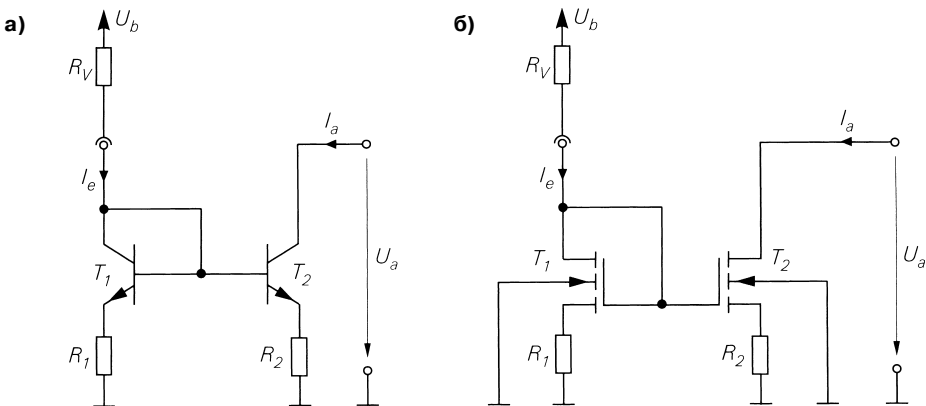 а)
U_b
R_V
I_a
I_e
U_a
T_1
T_2
R_1
R_2
б)
U_b
R_V
I_a
I_e
U_a
T_1
T_2
R_1
R_2